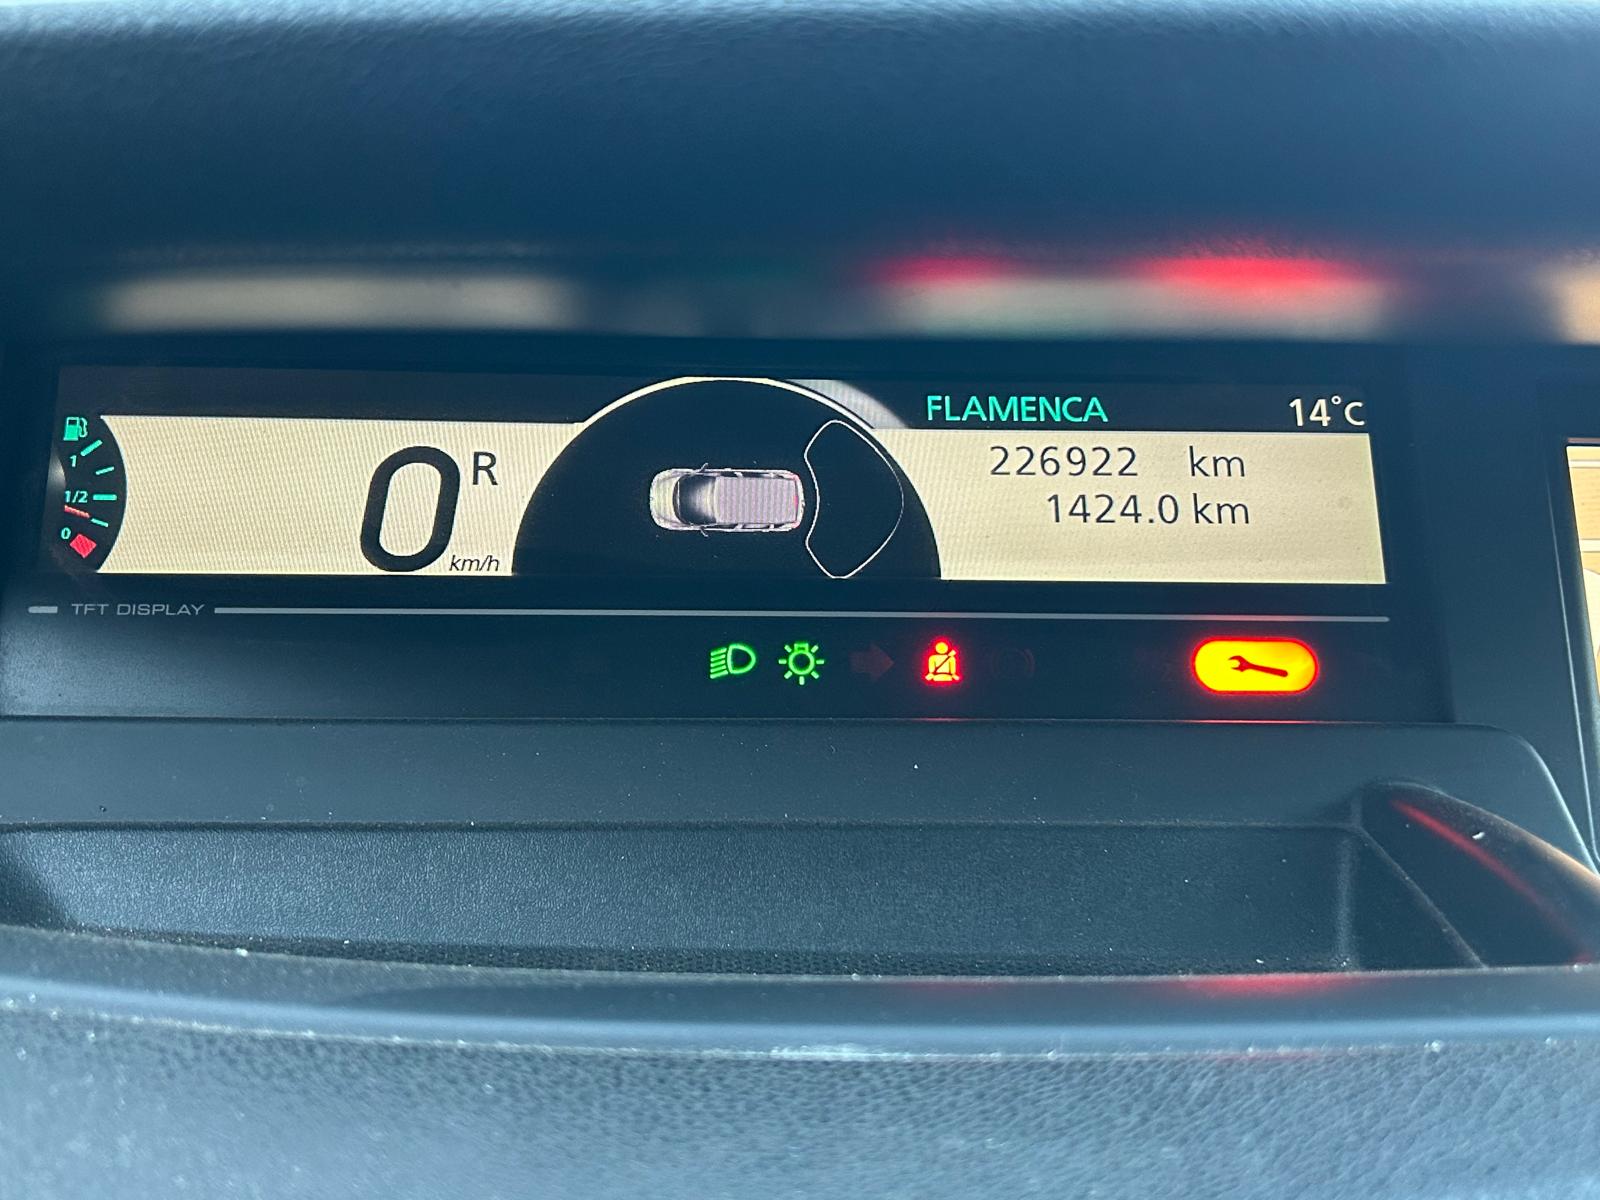 FLAMENCA
14°C
1
1/2
0
0 R
km/h
226922 km
1424.0 km
TFT DISPLAY